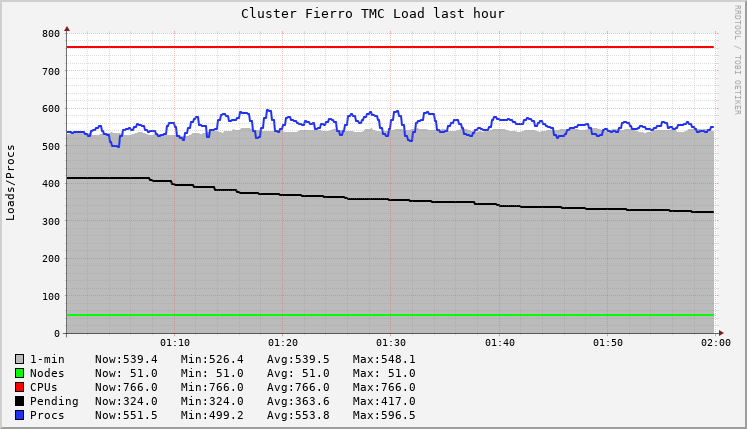 Cluster Fierro TMC Load last hour
RRDTOOL / TOBI OETIKER
Loads/Procs
800
700
600
500
400
300
200
100
0
01:10 01:20 01:30 01:40 01:50 02:00
1-min Now:539.4 Min:526.4 Avg:539.5 Max:548.1
Nodes Now: 51.0 Min: 51.0 Avg: 51.0 Max: 51.0
CPUs Now:766.0 Min:766.0 Avg:766.0 Max:766.0
Pending Now:324.0 Min:324.0 Avg:363.6 Max:417.0
Procs Now:551.5 Min:499.2 Avg:553.8 Max:596.5